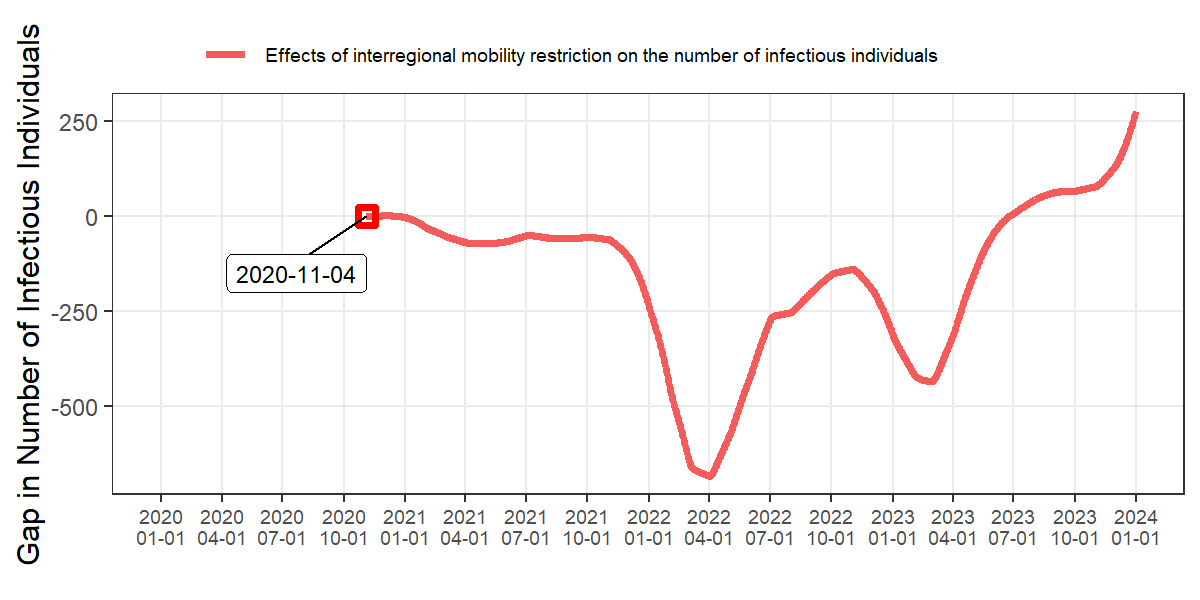 Effects of interregional mobility restriction on the number of infectious individuals
Gap in Number of Infectious Individuals
250
0
-250
-500
2020-11-04
2020 2020 2020 2020 2021 2021 2021 2021 2022 2022 2022 2022 2023 2023 2023 2023 2024
01-01 04-01 07-01 10-01 01-01 04-01 07-01 10-01 01-01 04-01 07-01 10-01 01-01 04-01 07-01 10-01 01-01